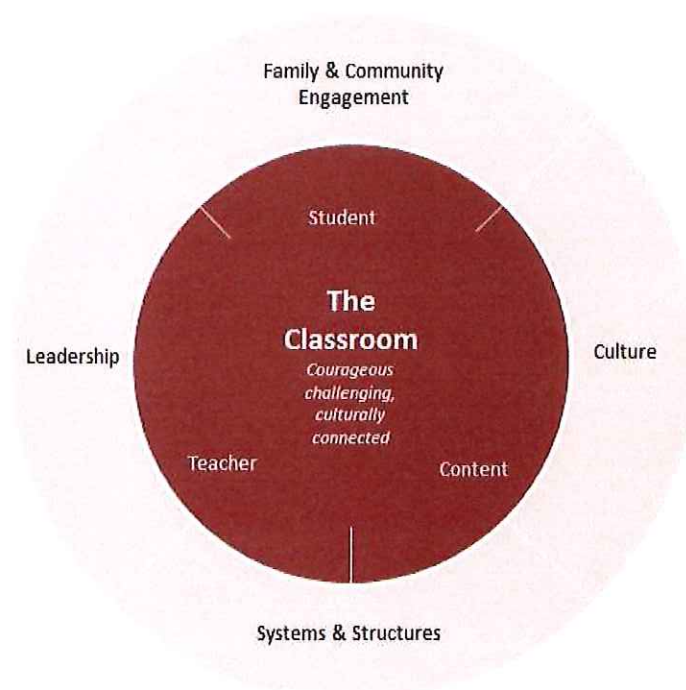 Family & Community
Engagement
Student
The
Classroom
Courageous
challenging,
culturally
connected
Leadership
Culture
Teacher
Content
Systems & Structures